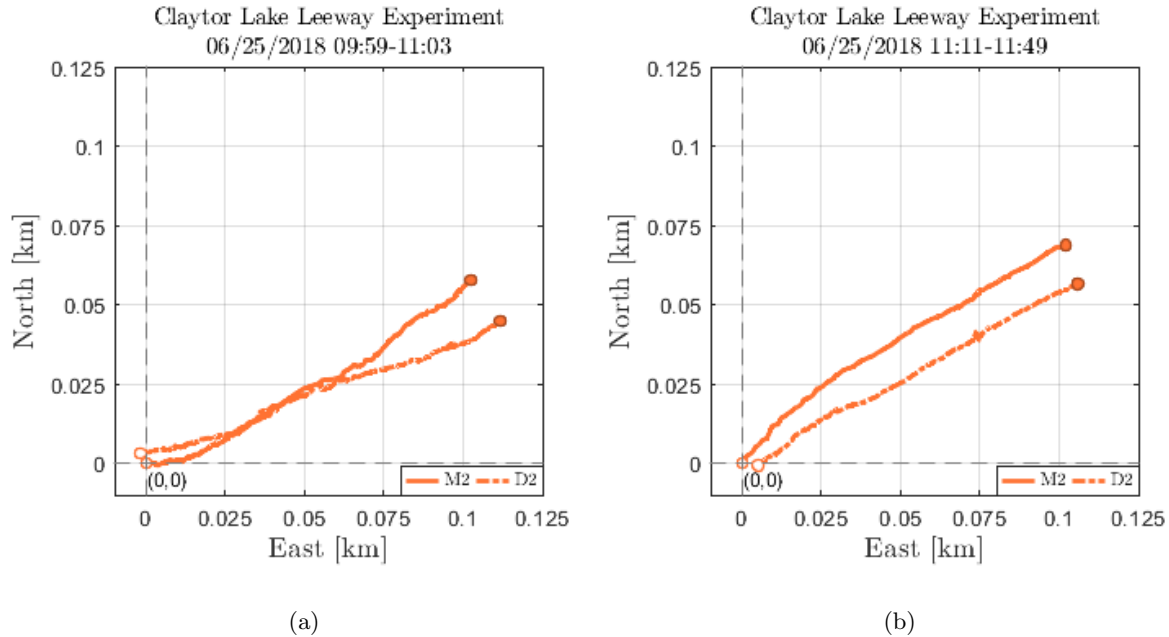 Claytor Lake Leeway Experiment
06/25/2018 09:59-11:03
0.125
0.1
0.075
0.05
0.025
0
North [km]
(0,0)
M2 D2
0 0.025 0.05 0.075 0.1 0.125
East [km]
(a)
Claytor Lake Leeway Experiment
06/25/2018 11:11-11:49
0.125
0.1
0.075
0.05
0.025
0
North [km]
(0,0)
M2 D2
0 0.025 0.05 0.075 0.1 0.125
East [km]
(b)